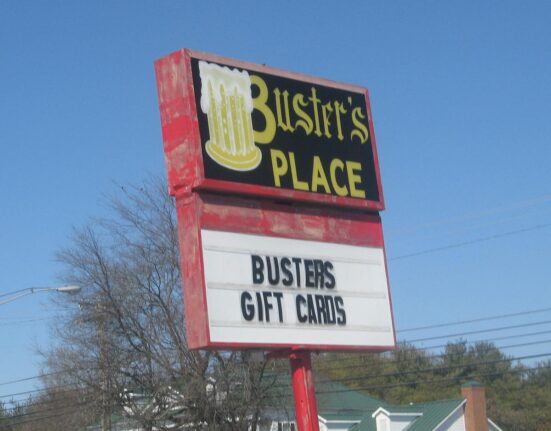 Buster's
PLACE
BUSTERS
GIFT CARDS